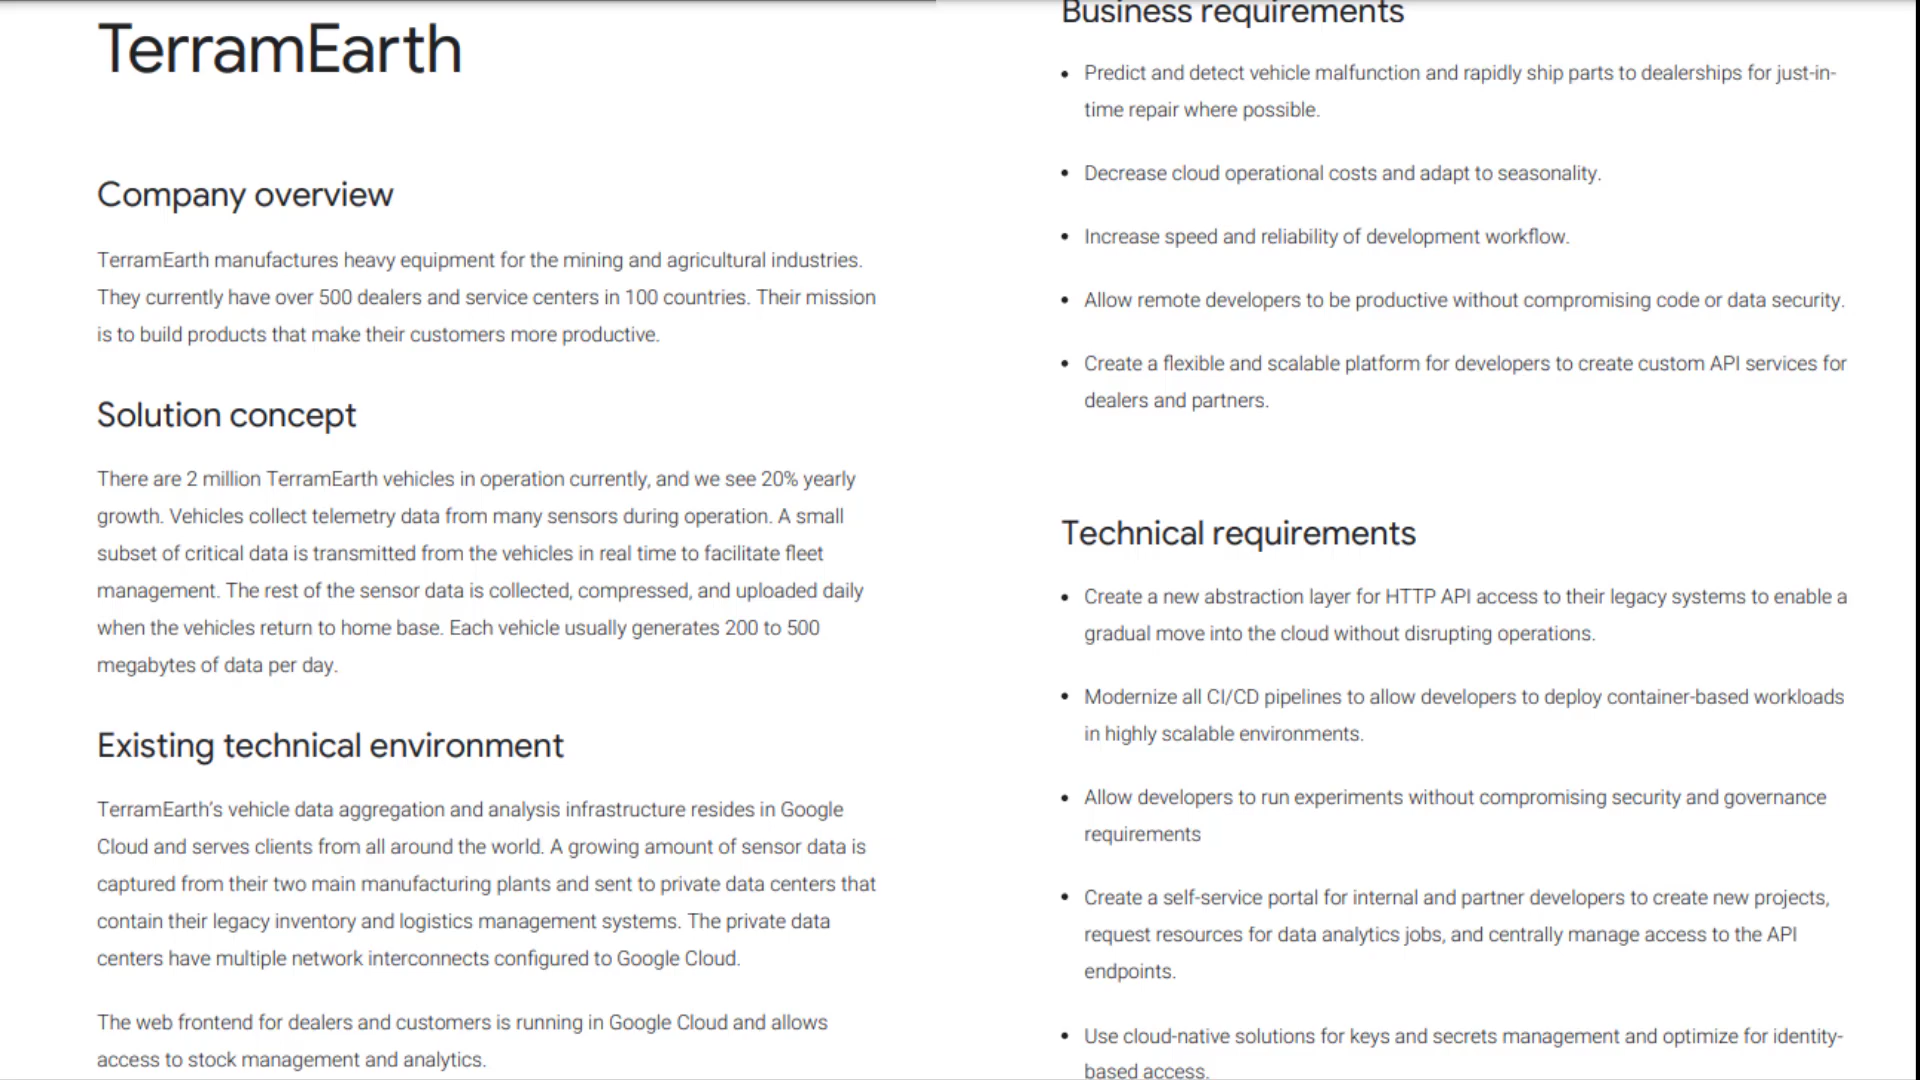 TerramEarth
Company overview
TerramEarth manufactures heavy equipment for the mining and agricultural industries.
They currently have over 500 dealers and service centers in 100 countries. Their mission
is to build products that make their customers more productive.
Solution concept
There are 2 million TerramEarth vehicles in operation currently, and we see 20% yearly
growth. Vehicles collect telemetry data from many sensors during operation. A small
subset of critical data is transmitted from the vehicles in real time to facilitate fleet
management. The rest of the sensor data is collected, compressed, and uploaded daily
when the vehicles return to home base. Each vehicle usually generates 200 to 500
megabytes of data per day.
Existing technical environment
TerramEarth’s vehicle data aggregation and analysis infrastructure resides in Google
Cloud and serves clients from all around the world. A growing amount of sensor data is
captured from their two main manufacturing plants and sent to private data centers that
contain their legacy inventory and logistics management systems. The private data
centers have multiple network interconnects configured to Google Cloud.
The web frontend for dealers and customers is running in Google Cloud and allows
access to stock management and analytics.
Business requirements
• Predict and detect vehicle malfunction and rapidly ship parts to dealerships for just-in-
time repair where possible.
• Decrease cloud operational costs and adapt to seasonality.
• Increase speed and reliability of development workflow.
• Allow remote developers to be productive without compromising code or data security.
• Create a flexible and scalable platform for developers to create custom API services for
dealers and partners.
Technical requirements
• Create a new abstraction layer for HTTP API access to their legacy systems to enable a
gradual move into the cloud without disrupting operations.
• Modernize all CI/CD pipelines to allow developers to deploy container-based workloads
in highly scalable environments.
• Allow developers to run experiments without compromising security and governance
requirements
• Create a self-service portal for internal and partner developers to create new projects,
request resources for data analytics jobs, and centrally manage access to the API
endpoints.
• Use cloud-native solutions for keys and secrets management and optimize for identity-
based access.